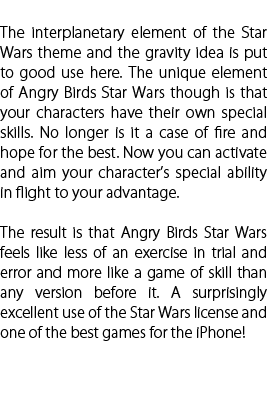 The interplanetary element of the Star
Wars theme and the gravity idea is put
to good use here. The unique element
of Angry Birds Star Wars though is that
your characters have their own special
skills. No longer is it a case of fire and
hope for the best. Now you can activate
and aim your character's special ability
in flight to your advantage.
The result is that Angry Birds Star Wars
feels like less of an exercise in trial and
error and more like a game of skill than
any version before it. A surprisingly
excellent use of the Star Wars license and
one of the best games for the iPhone!